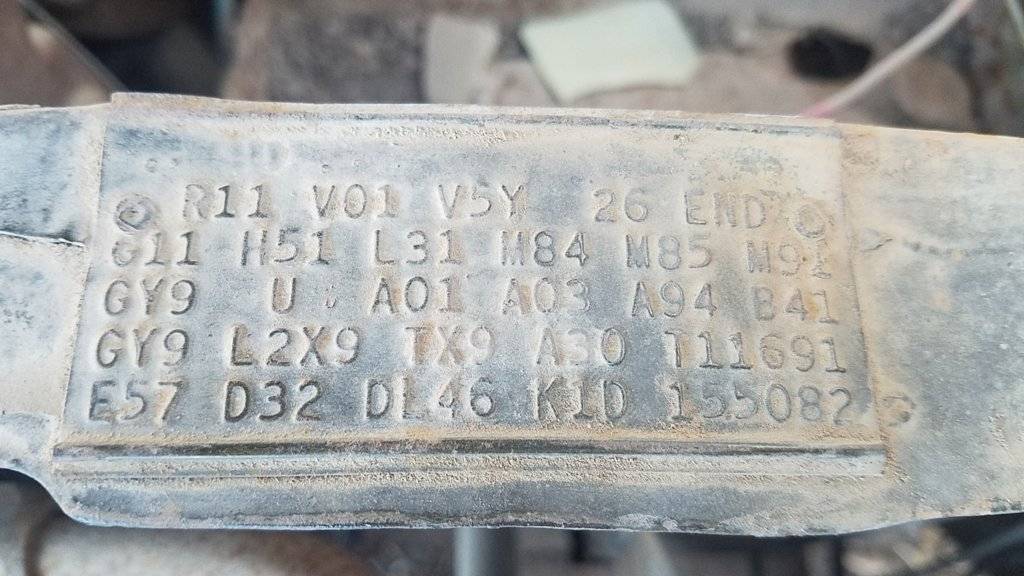 R11 V01 V5Y 26 END
G11 H51 L31 M84 M85 M91
GY9 U A01 A03 A94 B41
GY9 L2X9 TX9 A30 T11691
E57 D32 DL46 K1D 155082